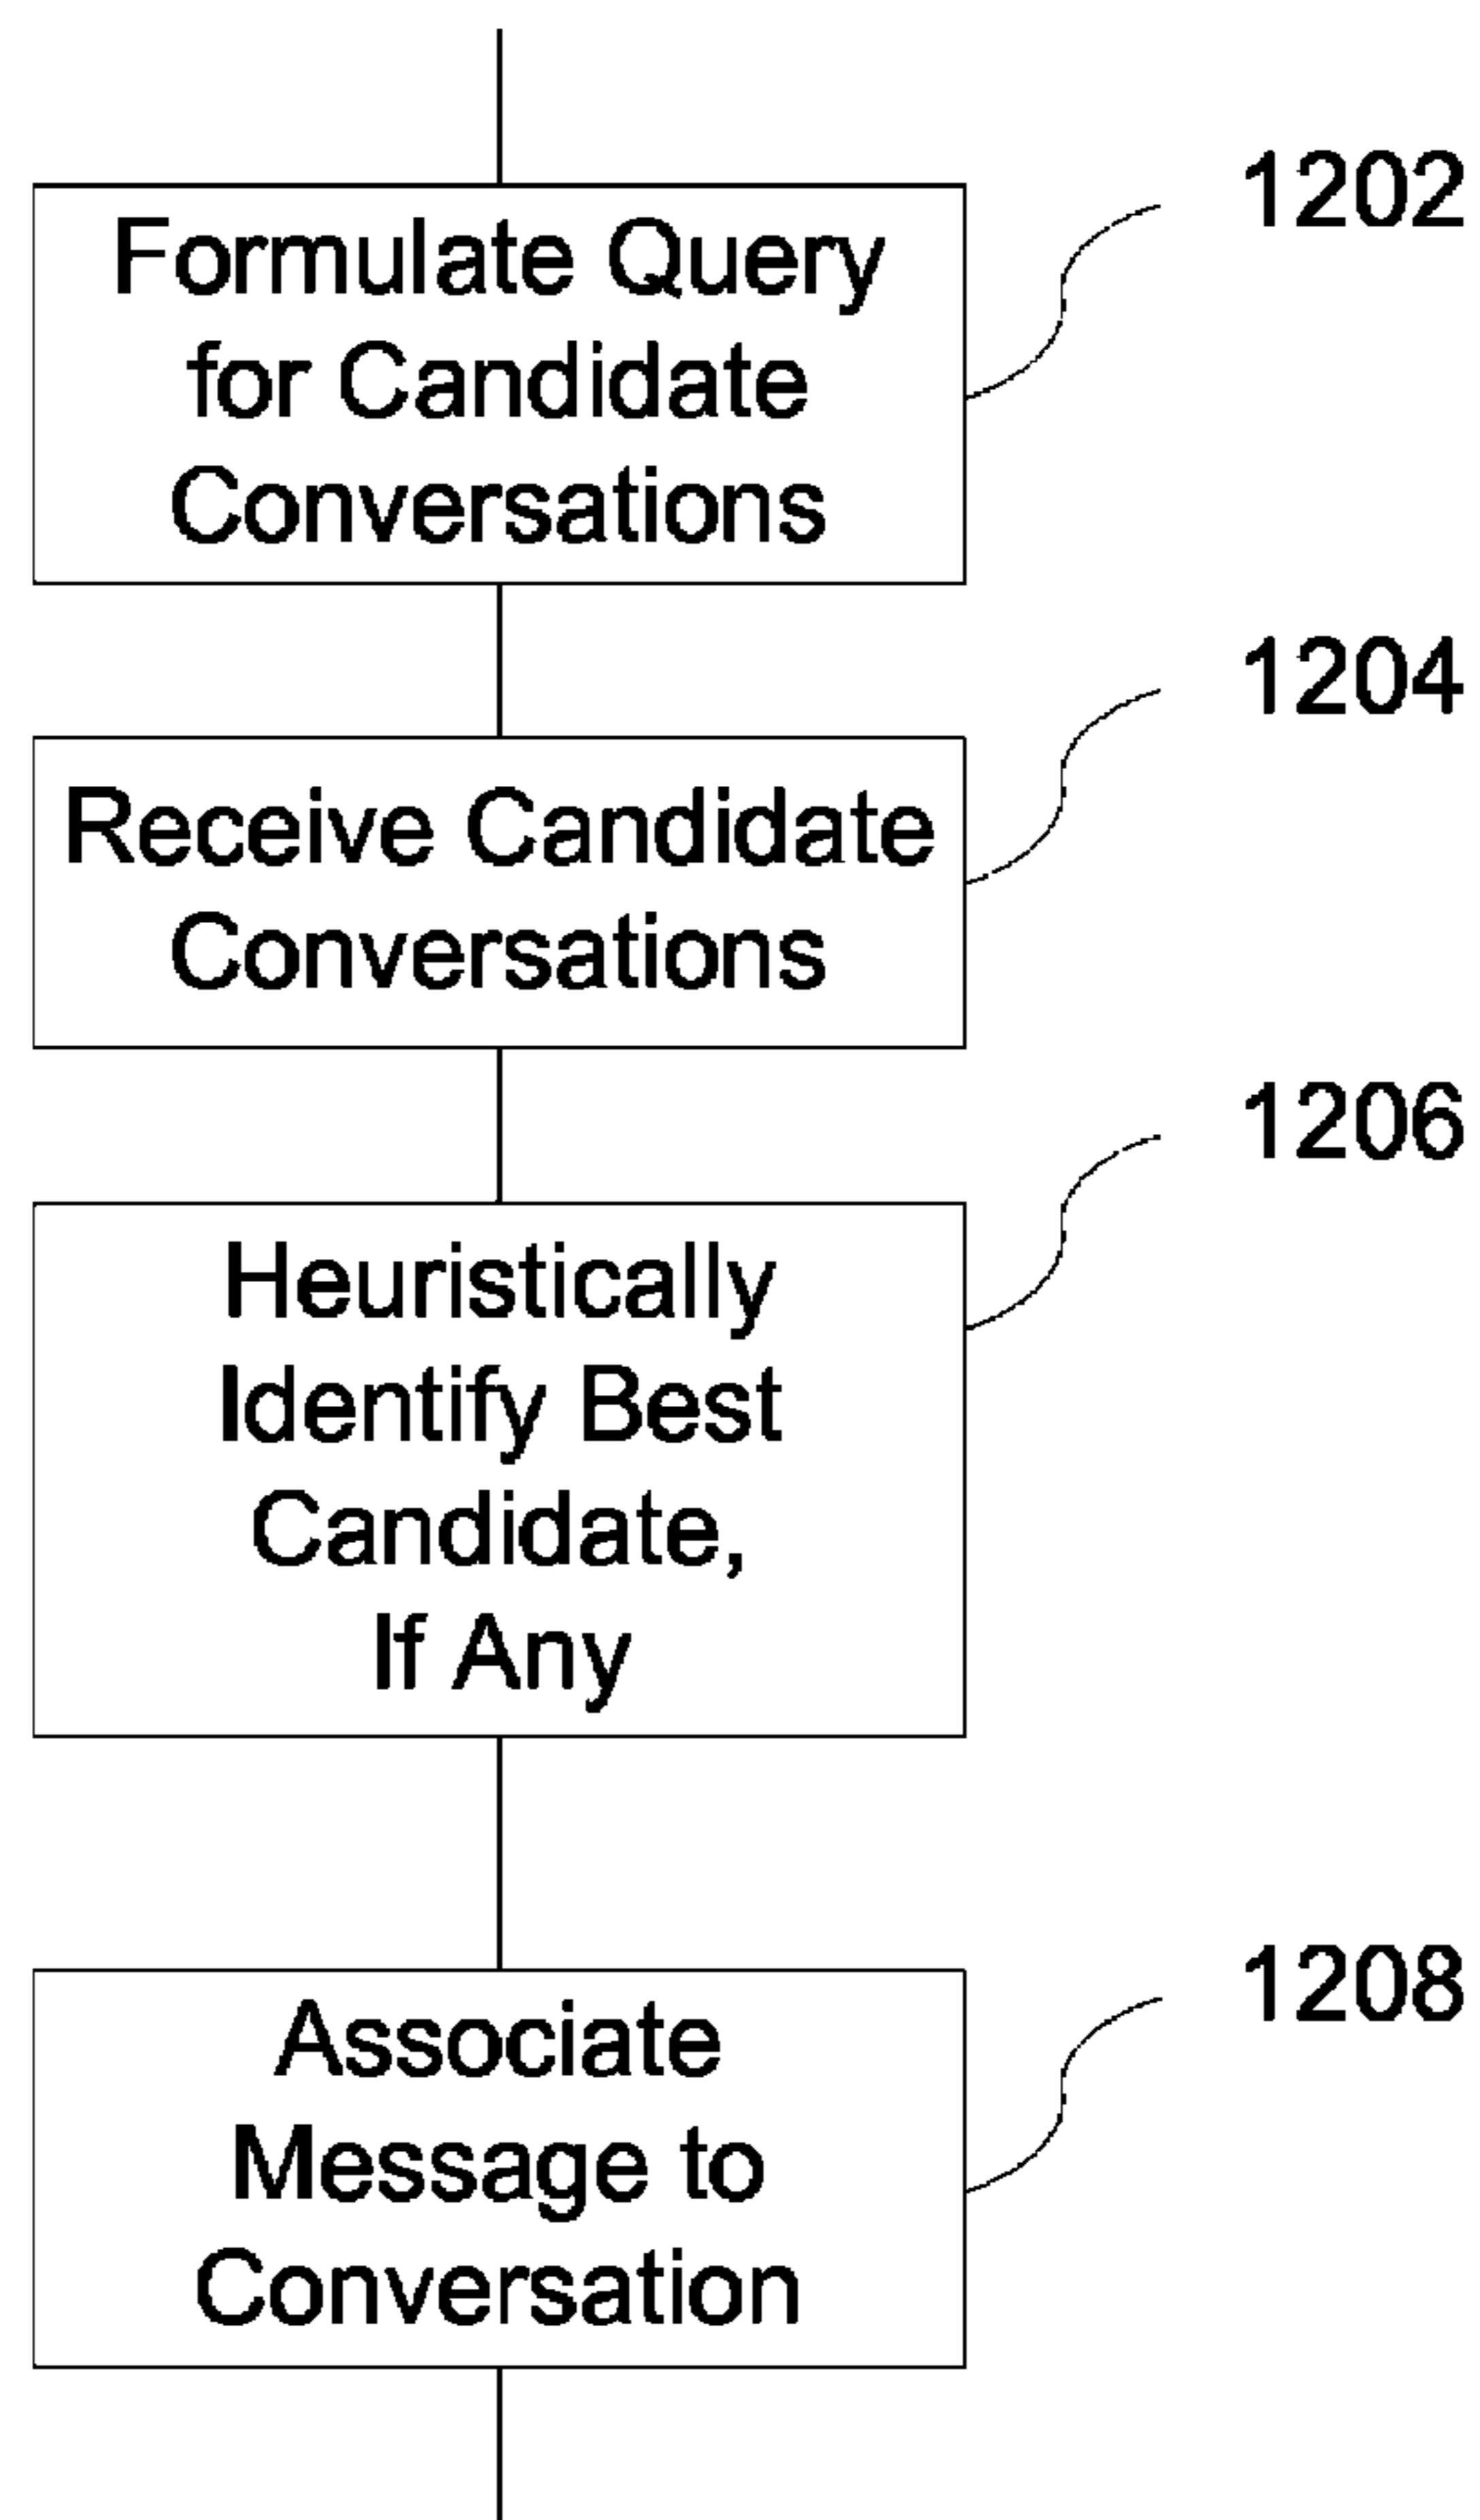 1202
Formulate Query
for Candidate
Conversations
1204
Receive Candidate
Conversations
1206
Heuristically
Identify Best
Candidate,
If Any
1208
Associate
Message to
Conversation